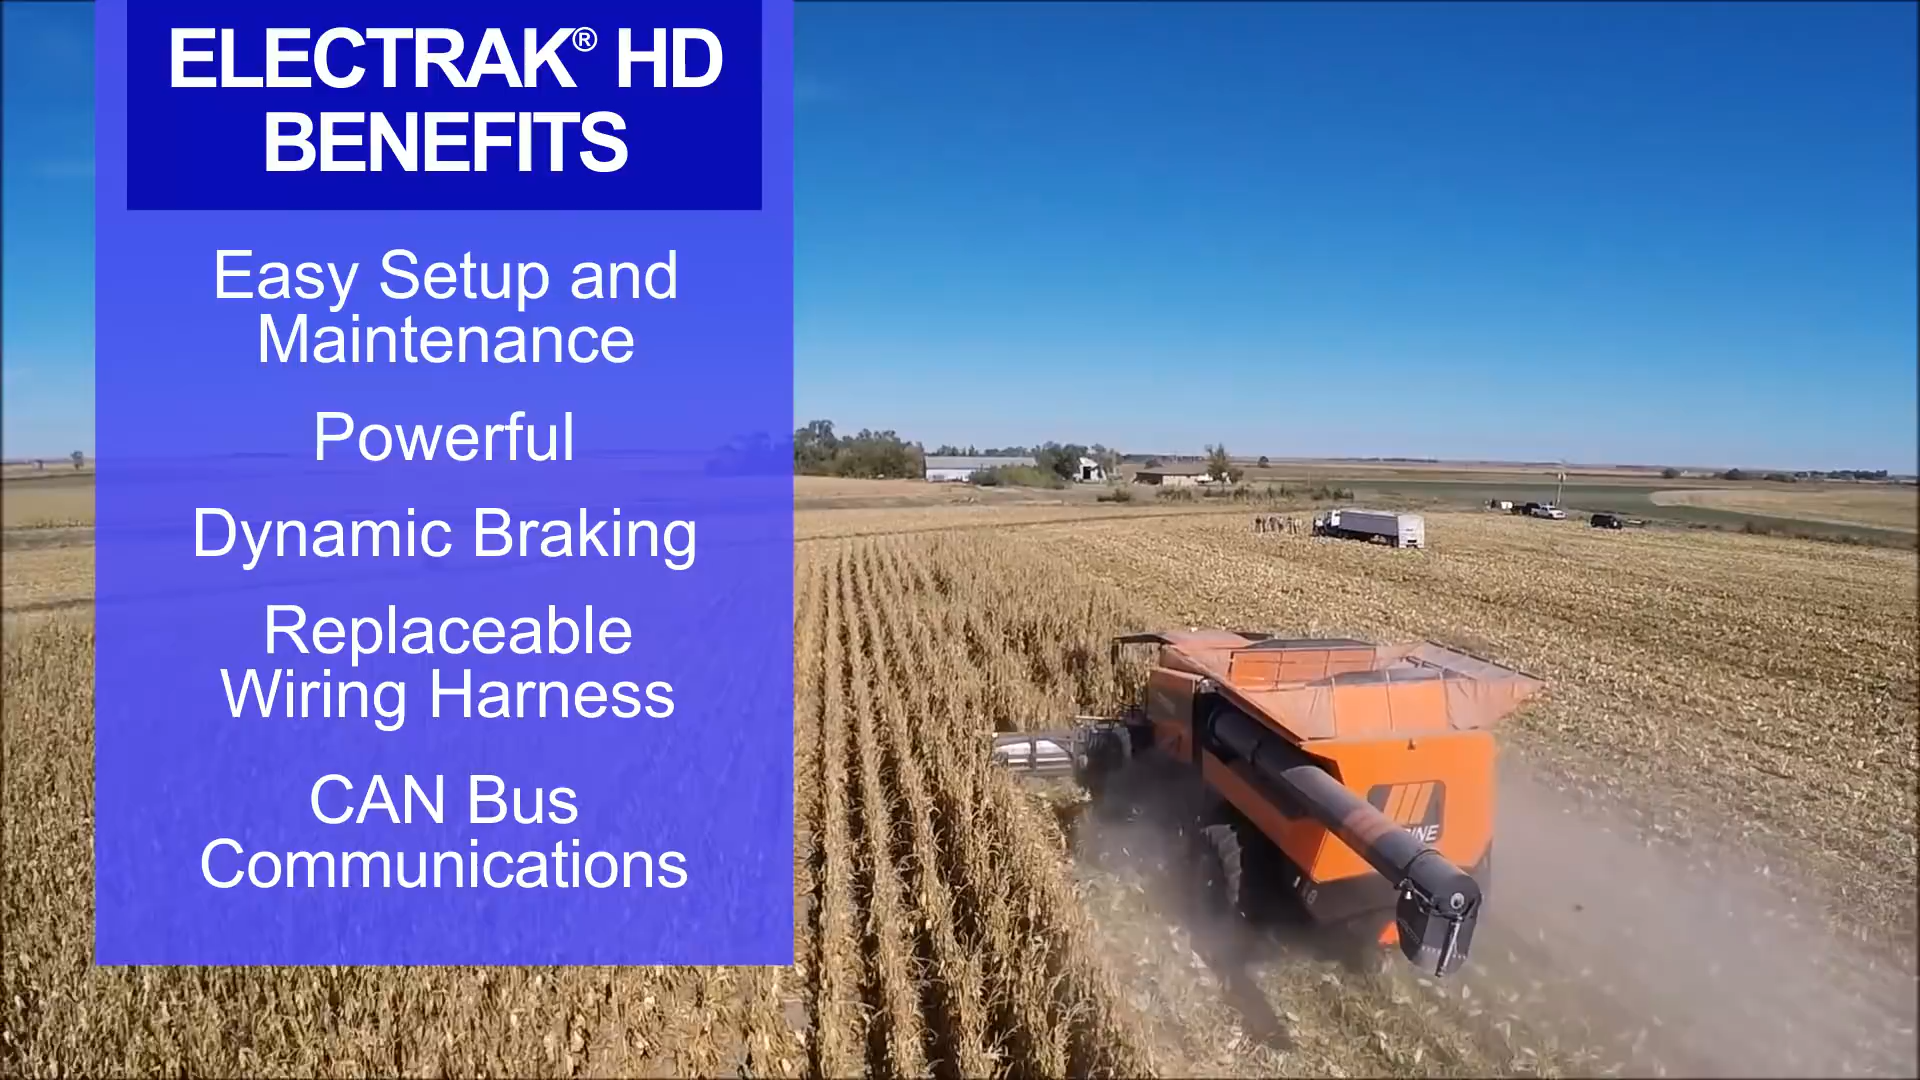 ELECTRAK® HD
BENEFITS
Easy Setup and
Maintenance
Powerful
Dynamic Braking
Replaceable
Wiring Harness
CAN Bus
Communications